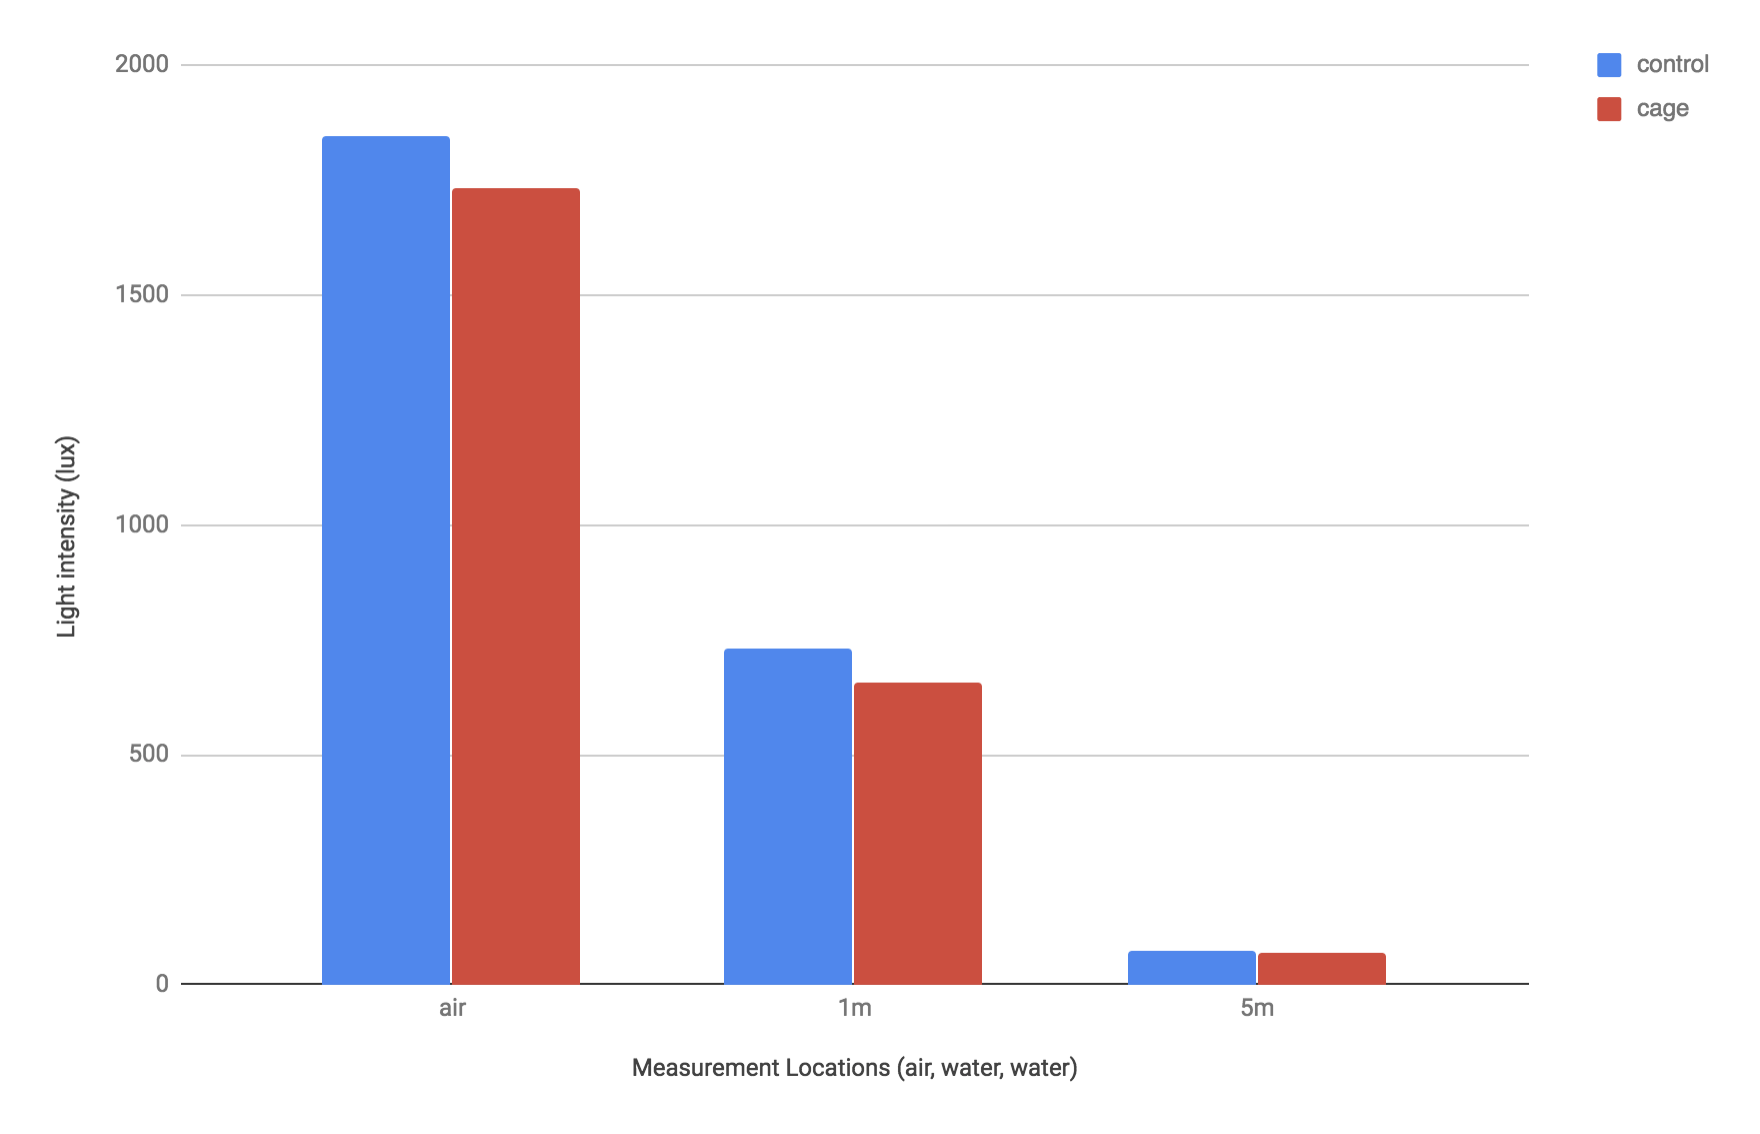 2000
1500
1000
500
0
Light intensity (lux)
air
1m
5m
Measurement Locations (air, water, water)
control
cage